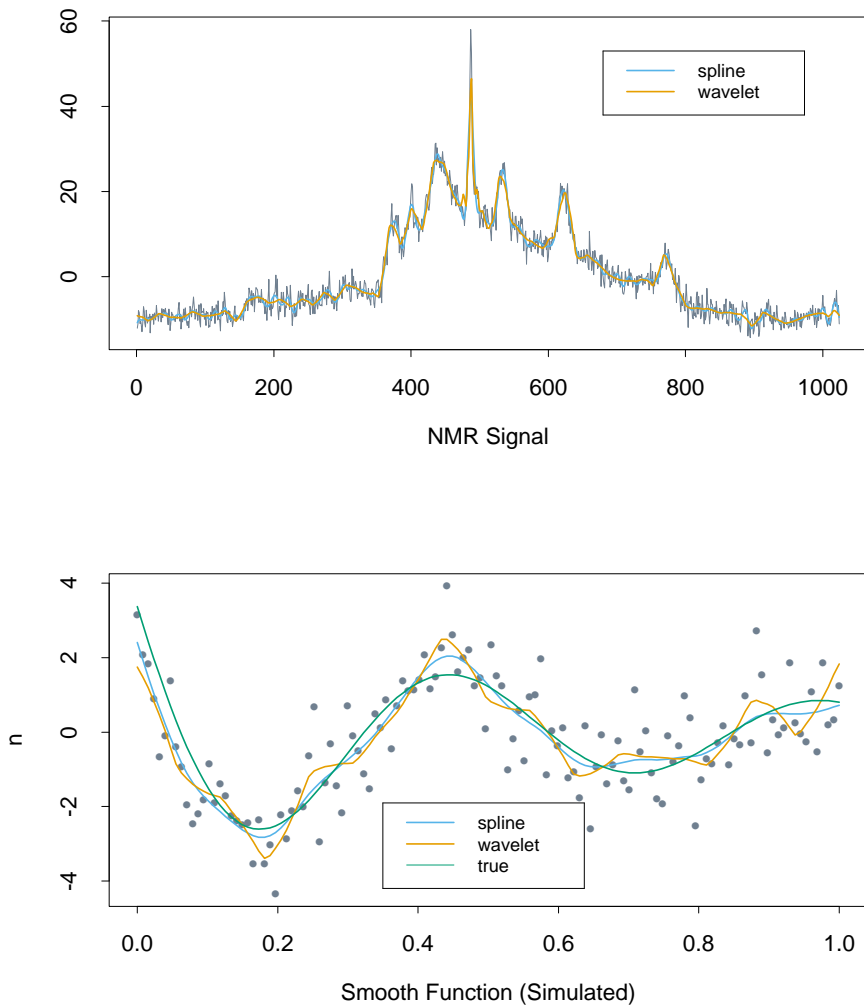 60
40
20
0
spline
wavelet
0 200 400 600 800 1000
NMR Signal
n
4
2
0
-2
-4
spline
wavelet
true
0.0 0.2 0.4 0.6 0.8 1.0
Smooth Function (Simulated)